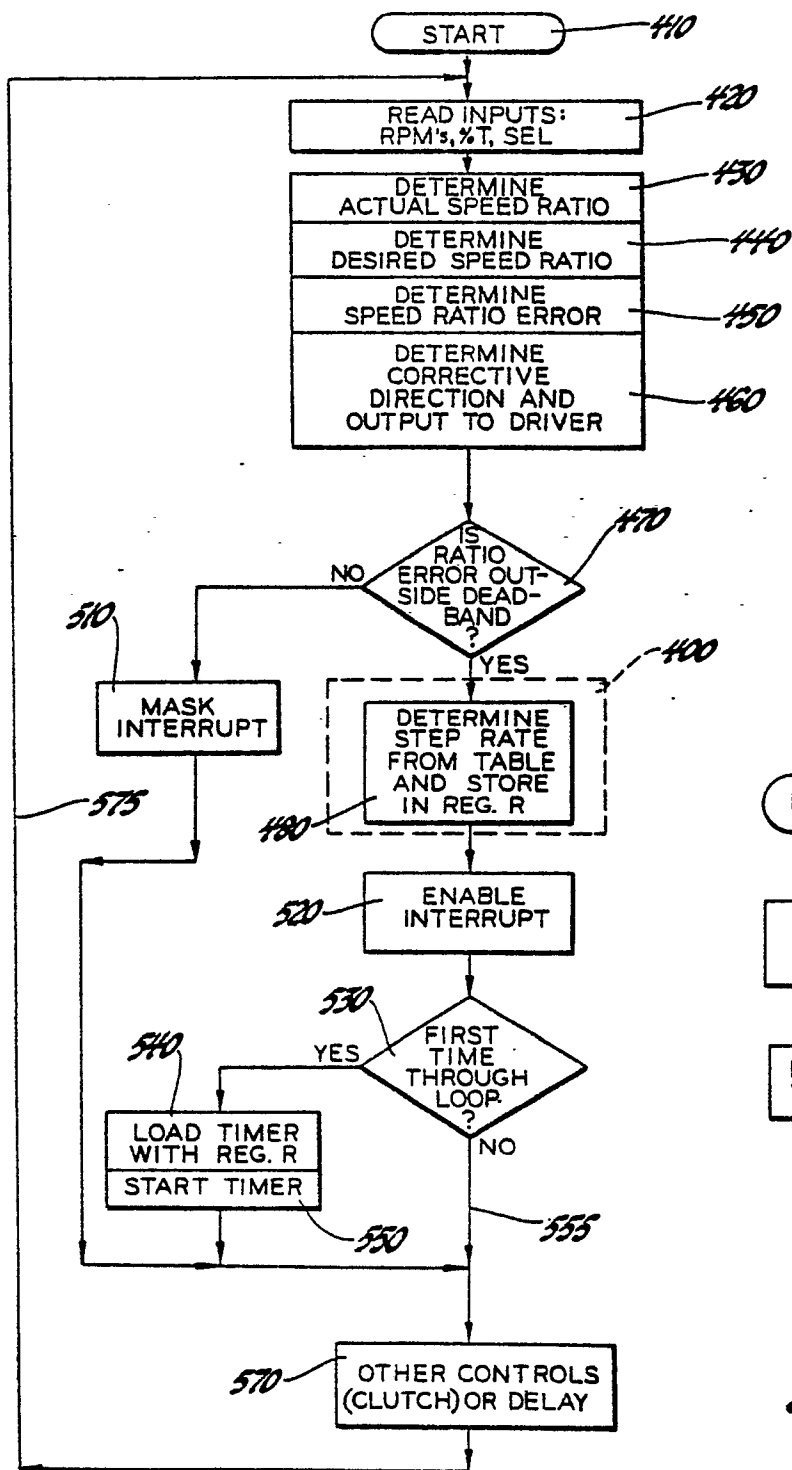 START
410
READ INPUTS:
RPM's, %T, SEL
420
DETERMINE
ACTUAL SPEED RATIO
430
DETERMINE
DESIRED SPEED RATIO
440
DETERMINE
SPEED RATIO ERROR
450
DETERMINE
CORRECTIVE
DIRECTION AND
OUTPUT TO DRIVER
460
IS
RATIO
ERROR OUT-
SIDE DEAD-
BAND
?
470
NO
YES
510
MASK
INTERRUPT
400
DETERMINE
STEP RATE
FROM TABLE
AND STORE
IN REG. R
480
575
520
ENABLE
INTERRUPT
530
FIRST
TIME
THROUGH
LOOP
?
YES
NO
540
LOAD TIMER
WITH REG. R
START TIMER
550
555
570
OTHER CONTROLS
(CLUTCH) OR DELAY